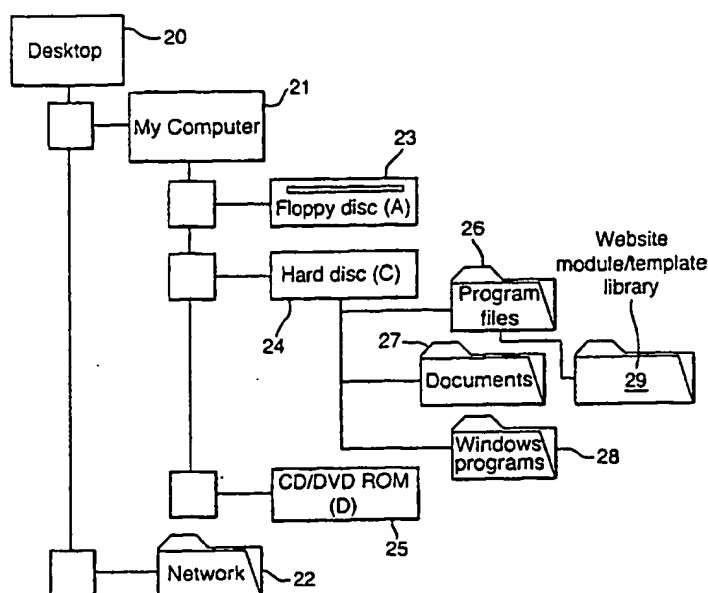 Desktop
20
21
My Computer
23
Floppy disc (A)
Hard disc (C)
24
26
Program
files
Website
module/template
library
27
Documents
29
Windows
programs
28
CD/DVD ROM
(D)
25
Network
22